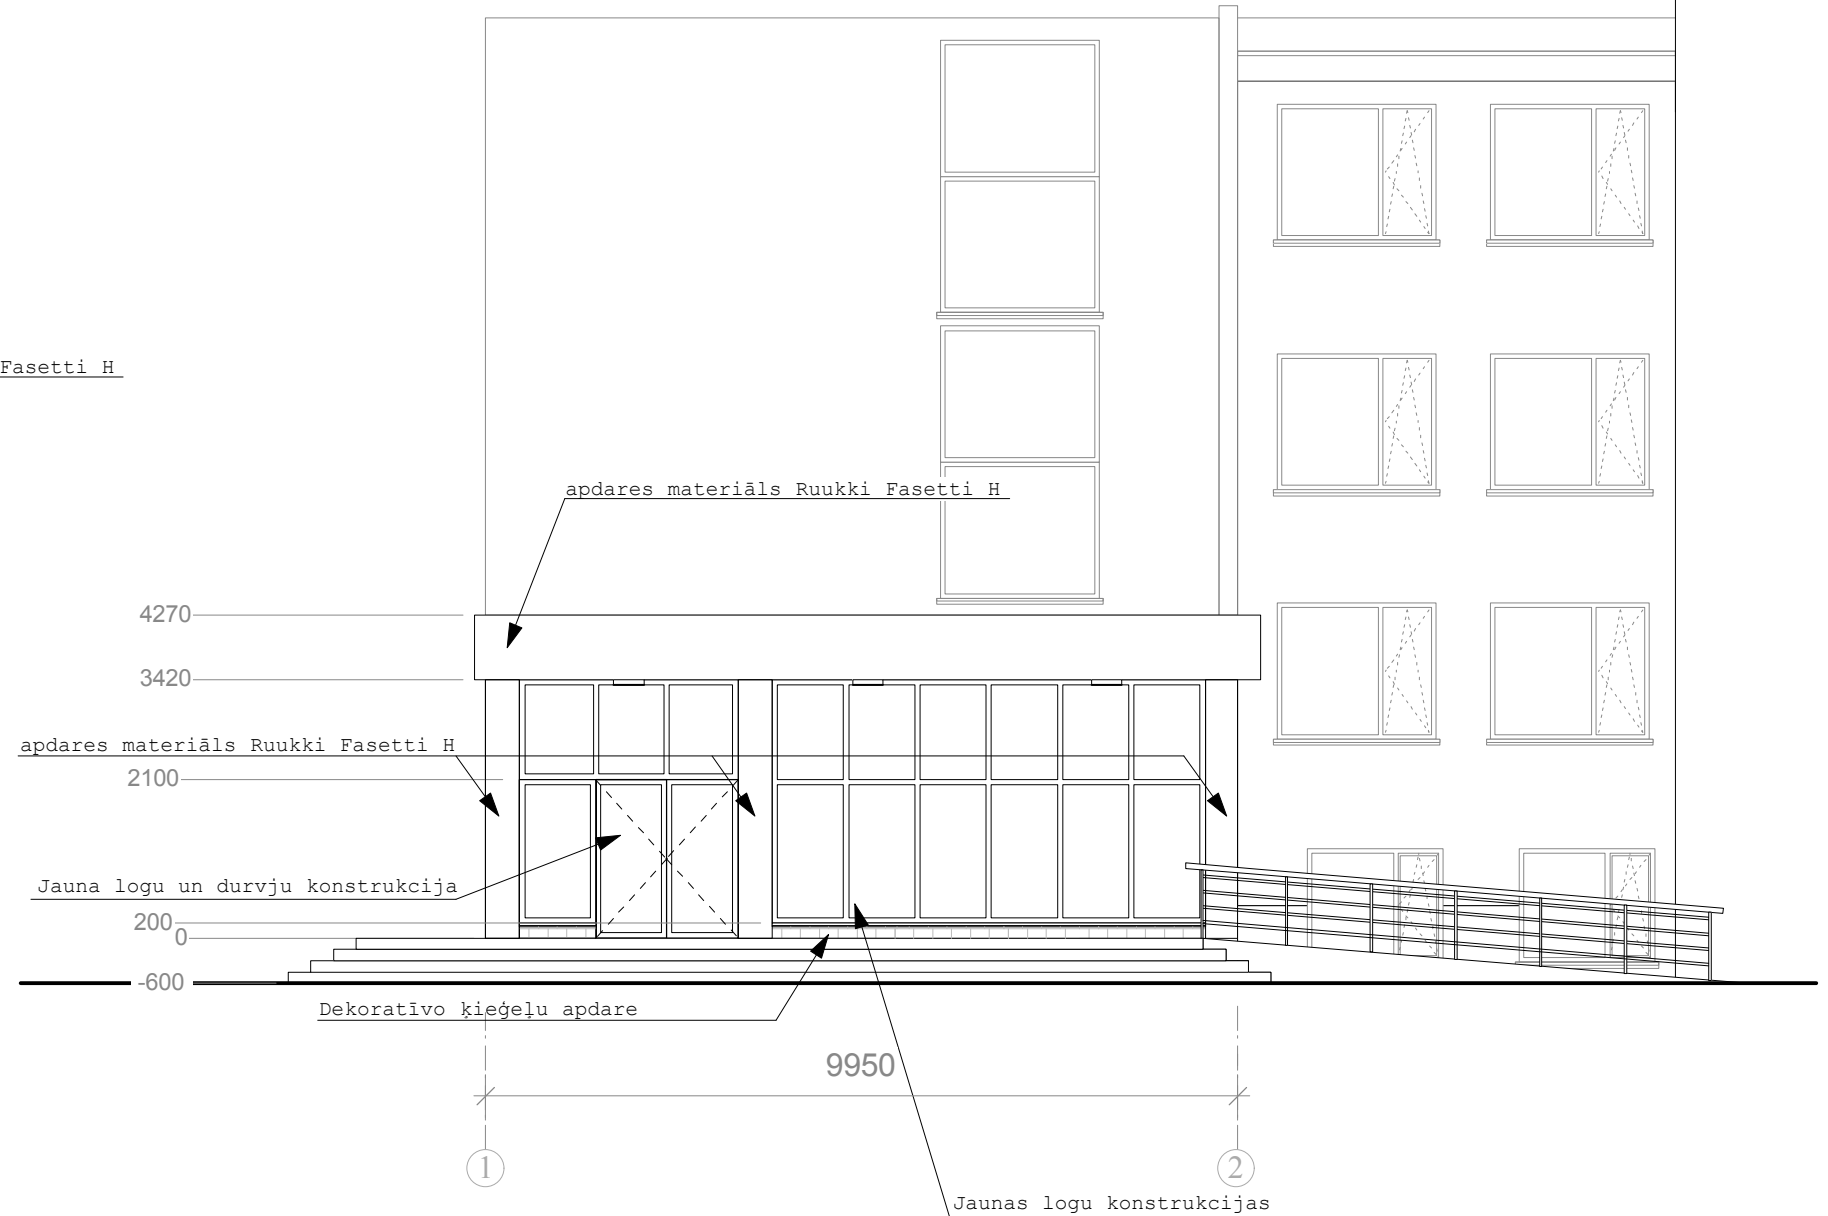 Fasetti H
apdares materiāls Ruukki Fasetti H
4270
3420
apdares materiāls Ruukki Fasetti H
2100
Jauna logu un durvju konstrukcija
200
0
-600
Dekoratīvo ķieģeļu apdare
9950
1
2
Jaunas logu konstrukcijas